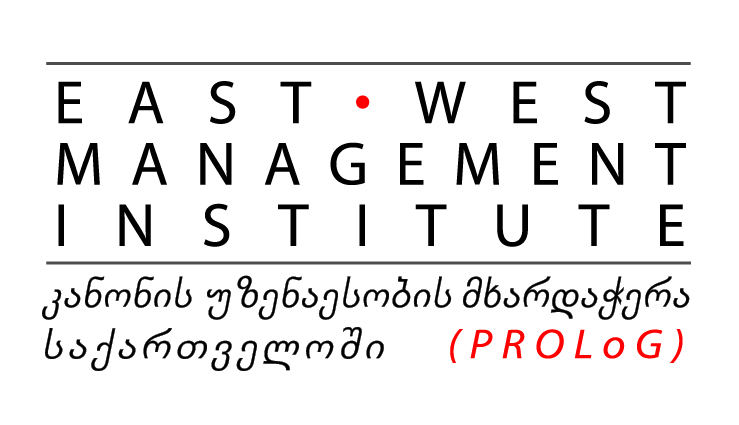 EAST•WEST
MANAGEMENT
INSTITUTE
კანონის უზენაესობის მხარდაჭერა
საქართველოში (PROLoG)